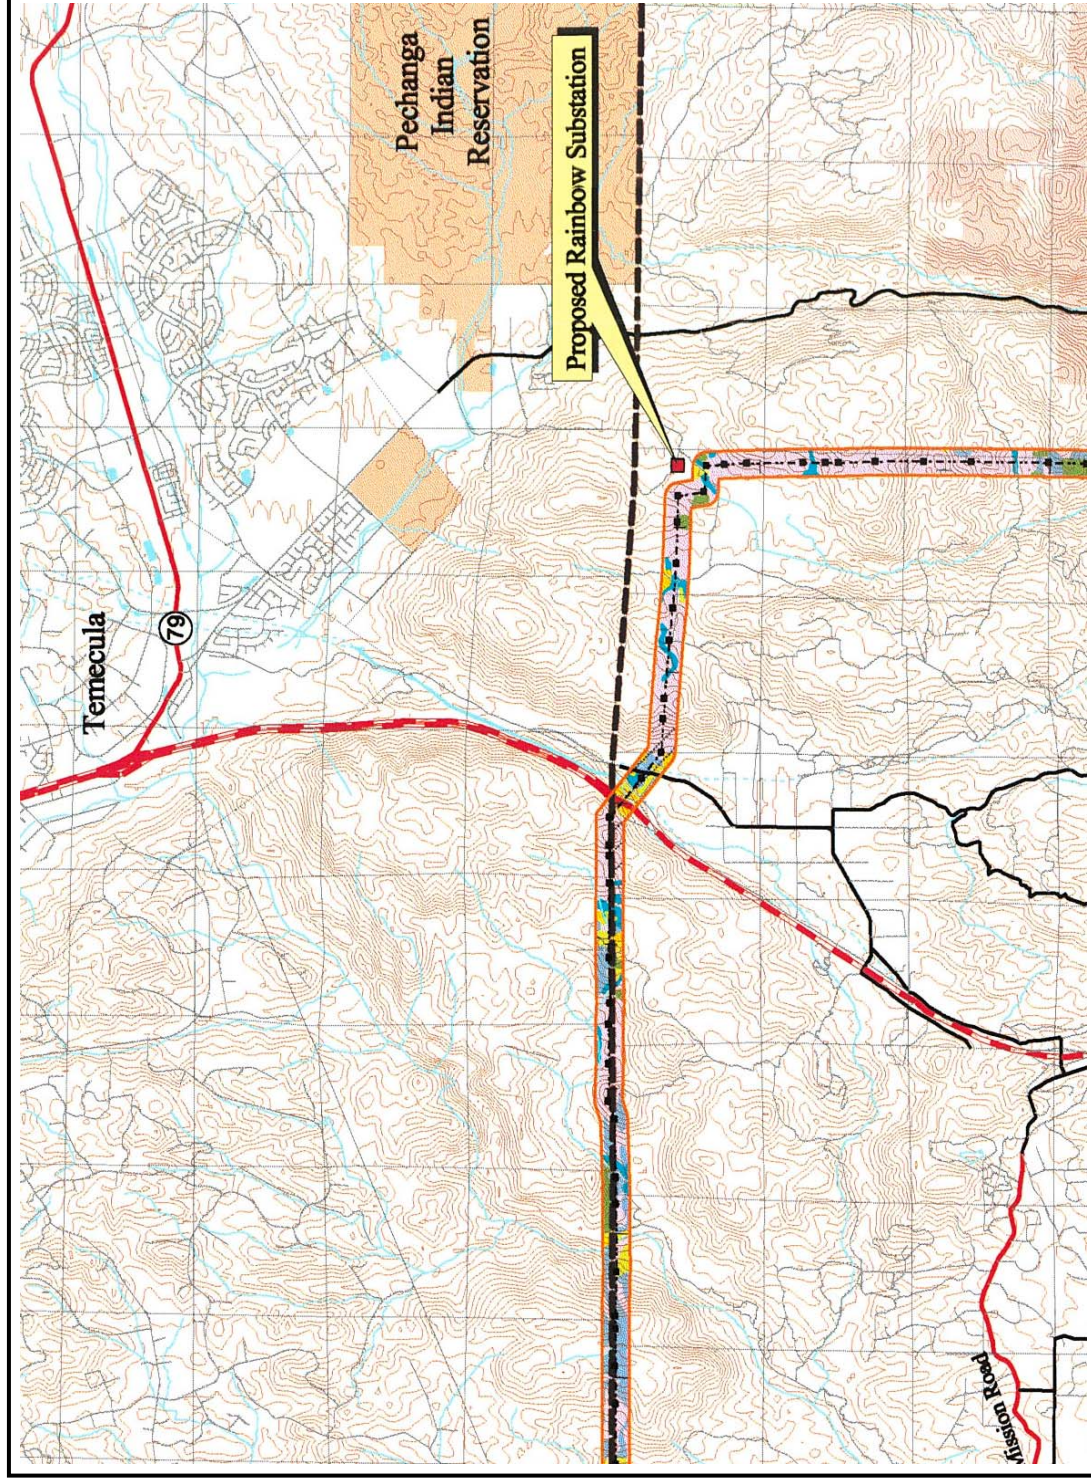 Temecula
79
Pechanga
Indian
Reservation
Proposed Rainbow Substation
Mission Road